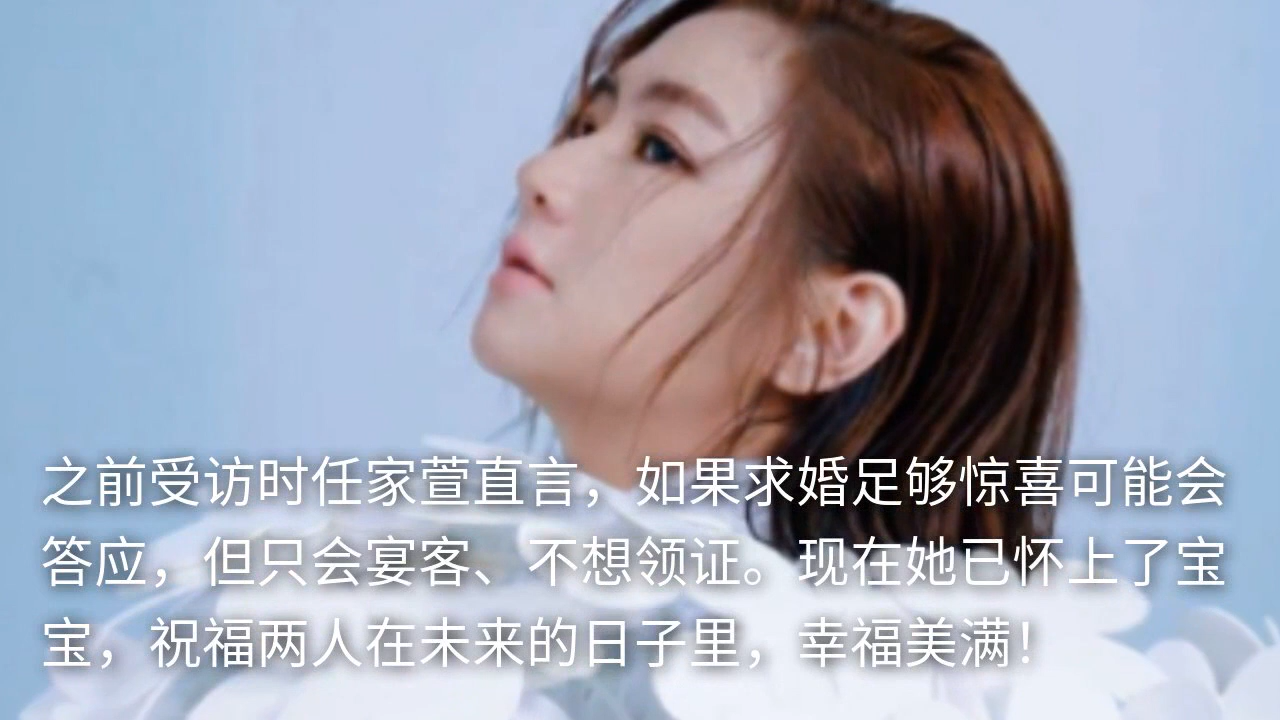 之前受访时任家萱直言，如果求婚足够惊喜可能会
答应，但只会宴客、不想领证。现在她已怀上了宝
宝，祝福两人在未来的日子里，幸福美满！